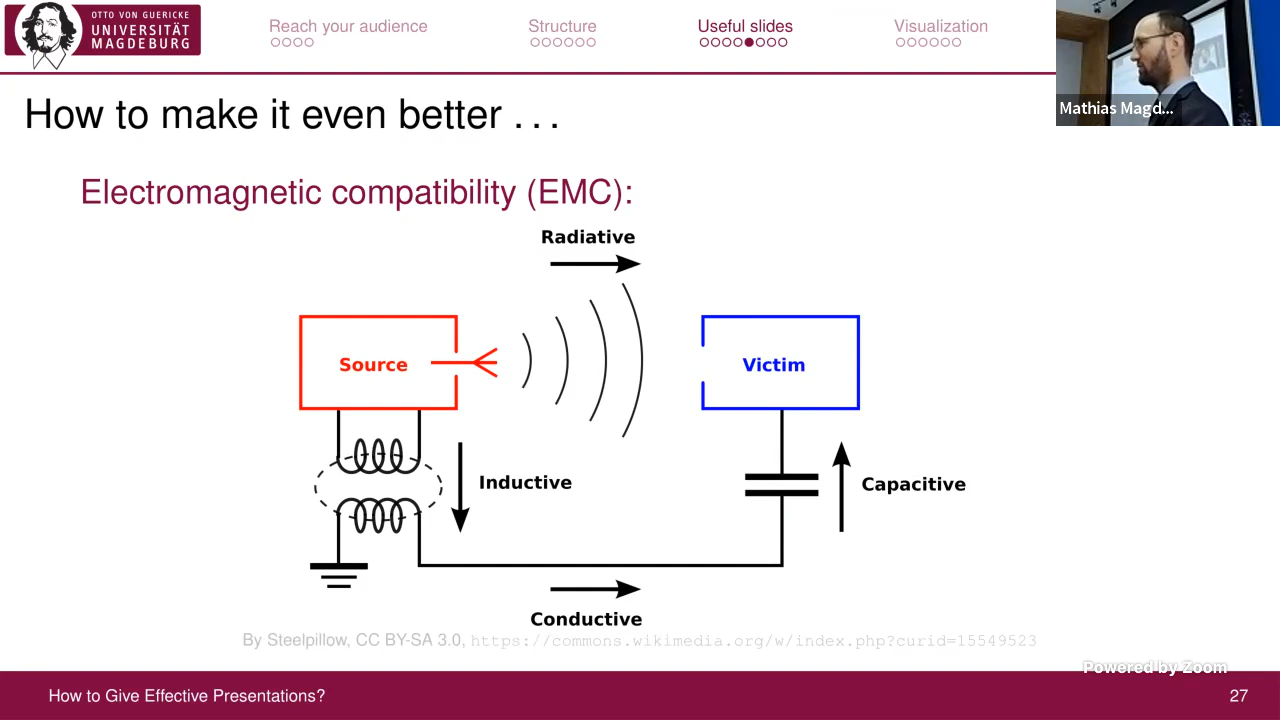 OTTO VON GUERICKE
UNIVERSITÄT
MAGDEBURG
Reach your audience
Structure
Useful slides
Visualization
Mathias Magd...
How to make it even better . . .
Electromagnetic compatibility (EMC):
Radiative
Source
Victim
Inductive
Capacitive
Conductive
By Steelpillow, CC BY-SA 3.0, https://commons.wikimedia.org/w/index.php?curid=15549523
Powered by Zoom
How to Give Effective Presentations?
27